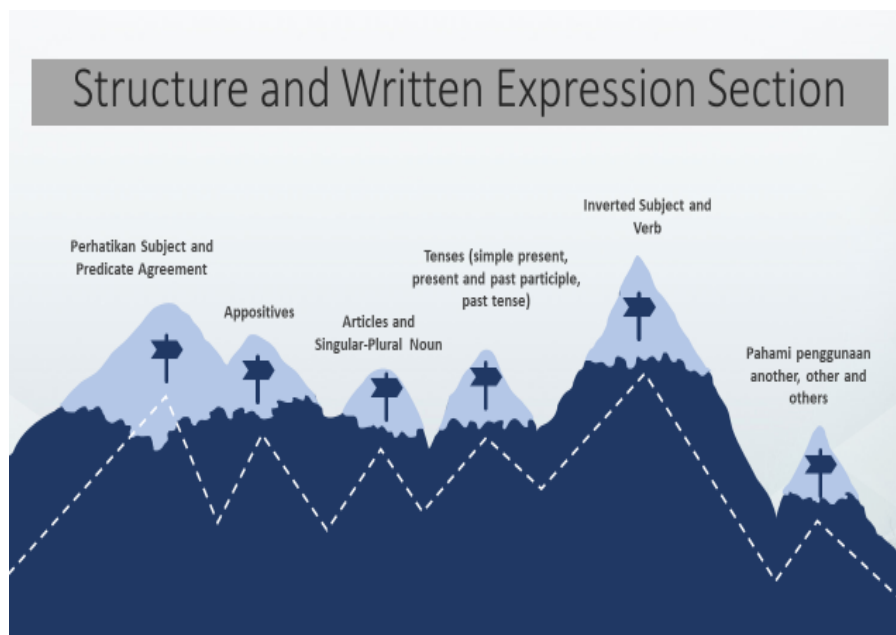 Structure and Written Expression Section
Perhatikan Subject and
Predicate Agreement
Appositives
Articles and
Singular-Plural Noun
Tenses (simple present,
present and past participle,
past tense)
Inverted Subject and
Verb
Pahami penggunaan
another, other and
others